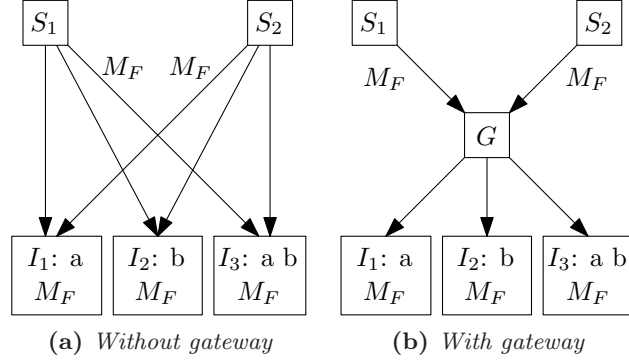 S1 S2 S1 S2
MF MF MF MF
G
I1: a I2: b I3: a b I1: a I2: b I3: a b
MF MF MF MF MF MF
(a) Without gateway (b) With gateway